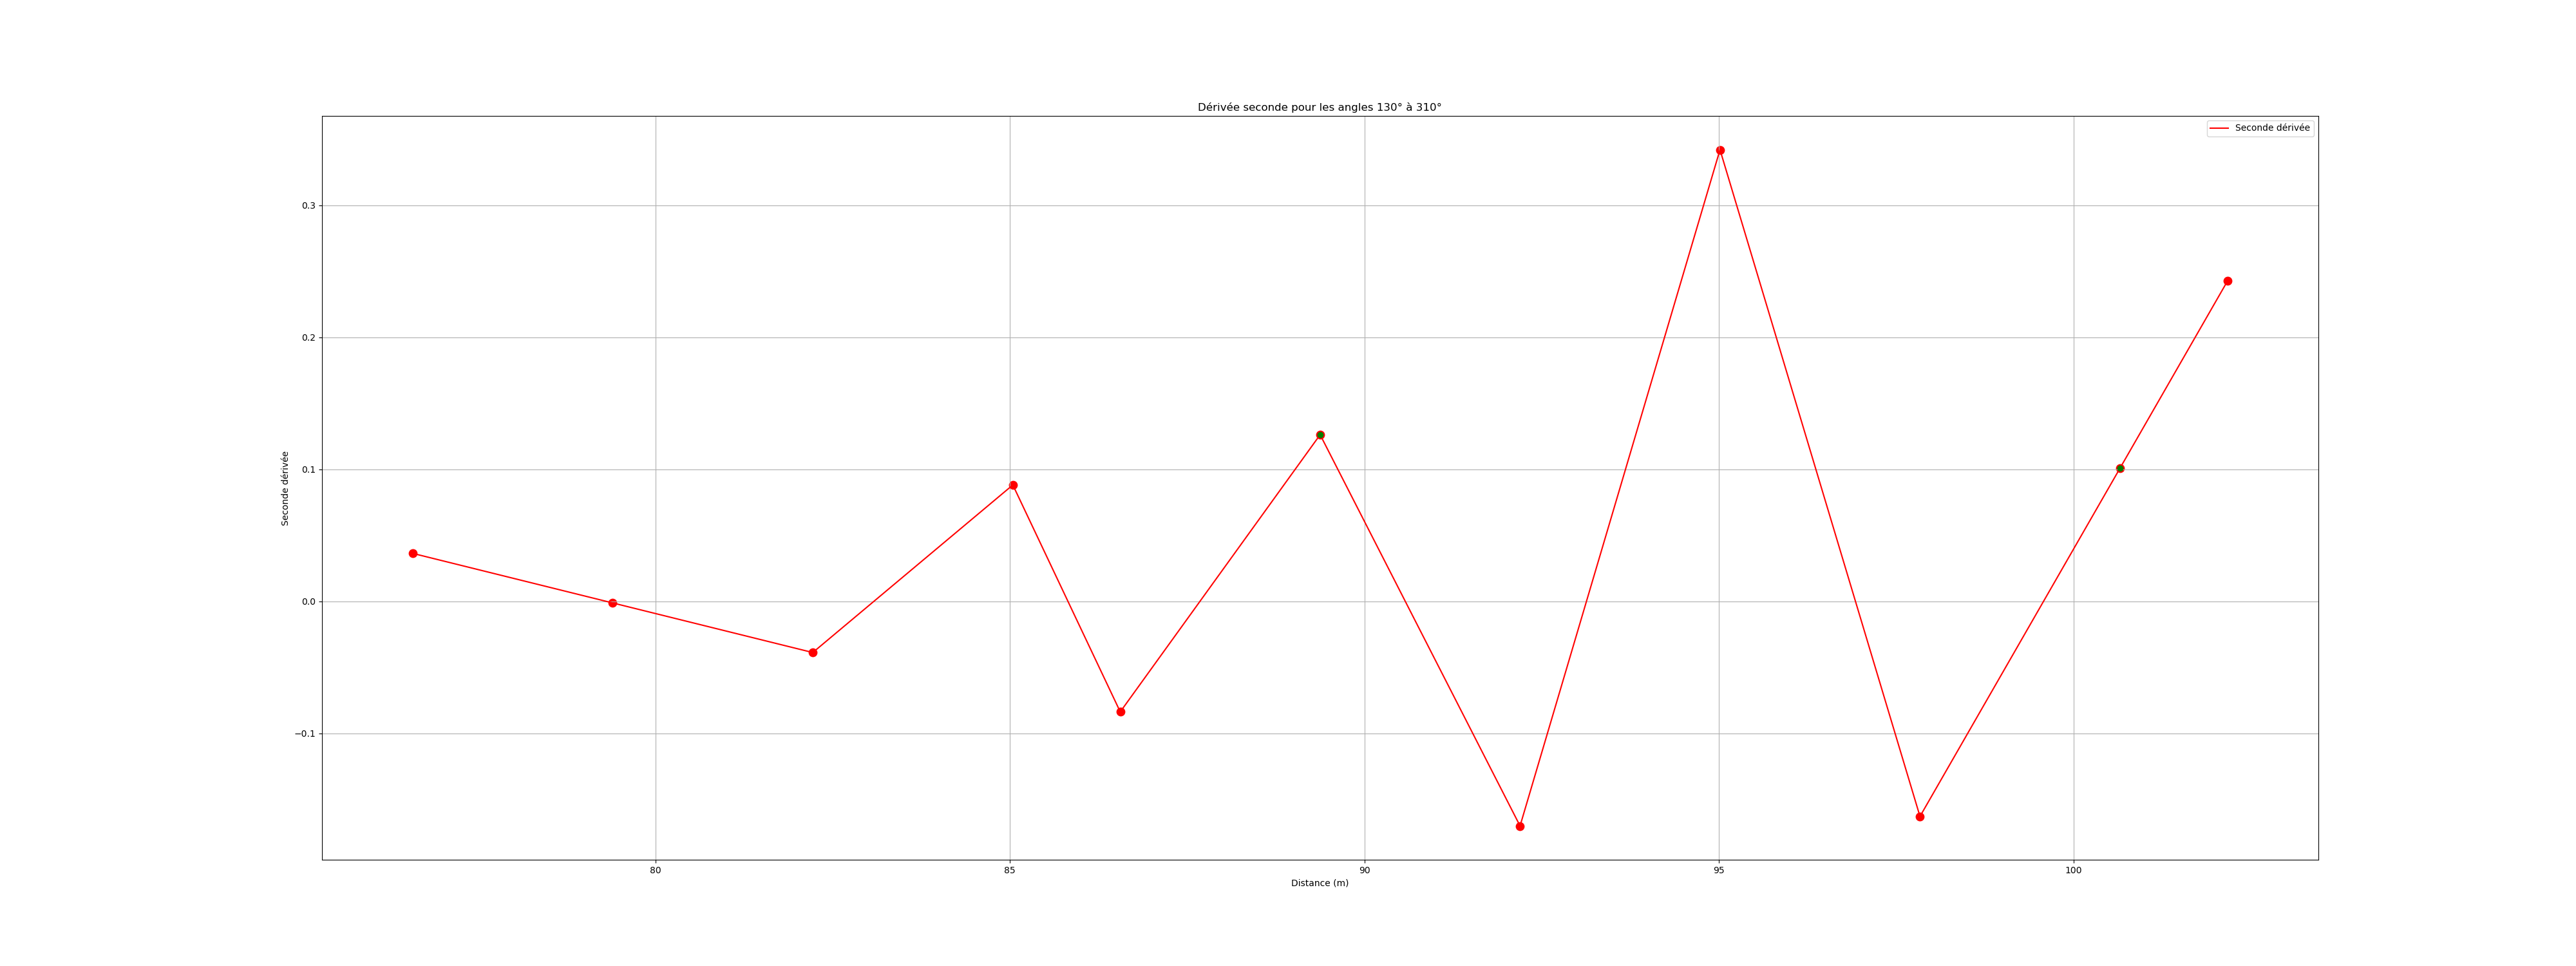 Dérivée seconde pour les angles 130° à 310°
Seconde dérivée
0.3
0.2
0.1
0.0
−0.1
Seconde dérivée
80
85
90
95
100
Distance (m)